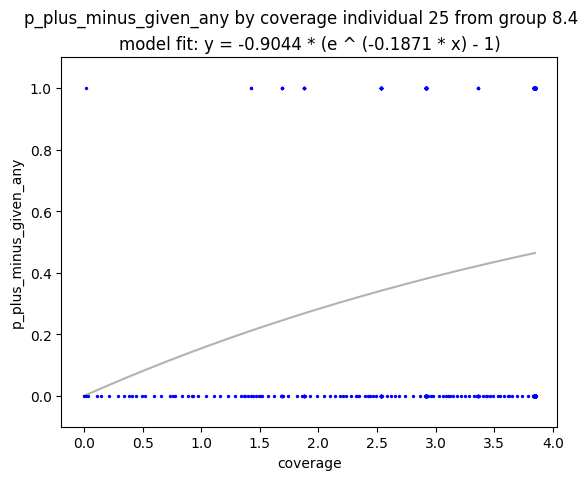 p_plus_minus_given_any by coverage individual 25 from group 8.4
model fit: y = -0.9044 * (e ^ (-0.1871 * x) - 1)
1.0
0.8
0.6
0.4
0.2
0.0
p_plus_minus_given_any
0.0 0.5 1.0 1.5 2.0 2.5 3.0 3.5 4.0
coverage